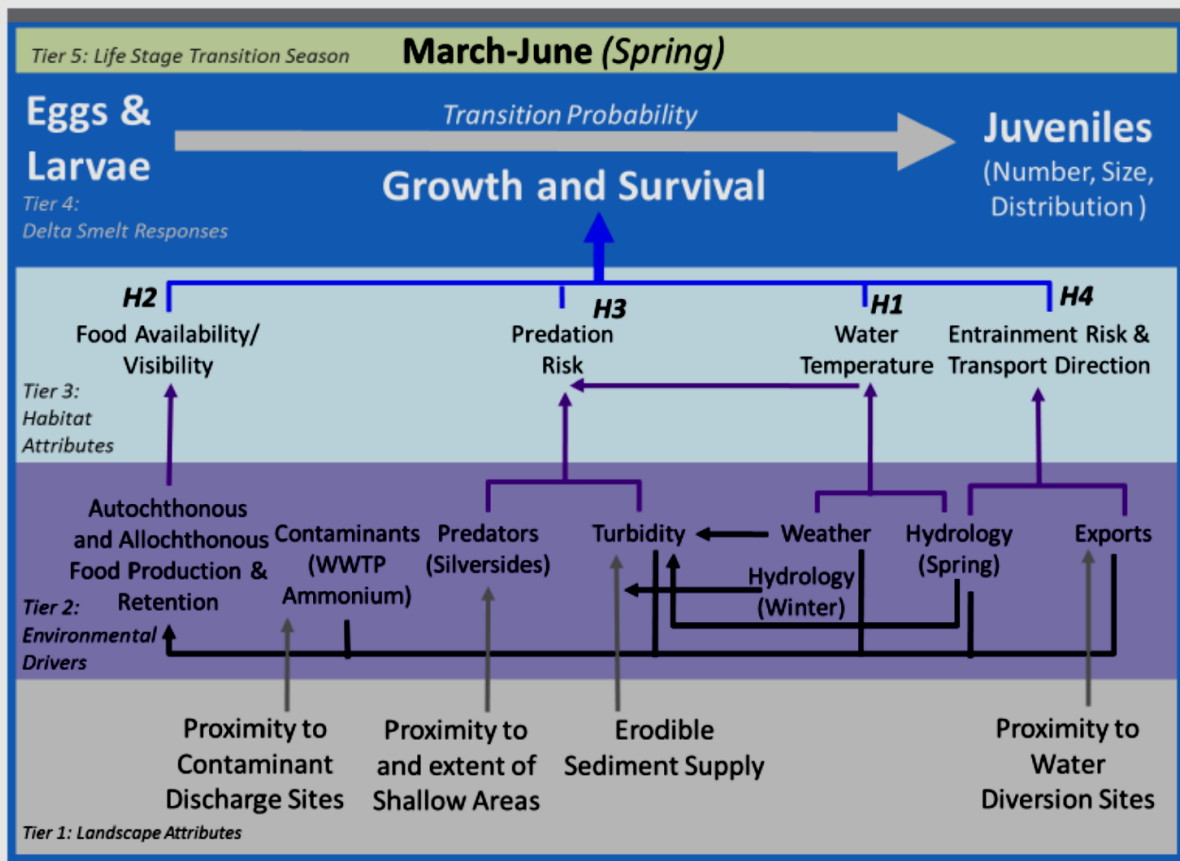 Tier 5: Life Stage Transition Season
March-June (Spring)
Eggs &
Larvae
Transition Probability
Growth and Survival
Juveniles
(Number, Size,
Distribution )
Tier 4:
Delta Smelt Responses
H2
Food Availability/
Visibility
H3
Predation
Risk
H1
Water
Temperature
H4
Entrainment Risk &
Transport Direction
Tier 3:
Habitat
Attributes
Autochthonous
and Allochthonous
Food Production &
Retention
Contaminants
(WWTP
Ammonium)
Predators
(Silversides)
Turbidity
Weather
Hydrology
(Winter)
Hydrology
(Spring)
Exports
Tier 2:
Environmental
Drivers
Proximity to
Contaminant
Discharge Sites
Proximity to
and extent of
Shallow Areas
Erodible
Sediment Supply
Proximity to
Water
Diversion Sites
Tier 1: Landscape Attributes